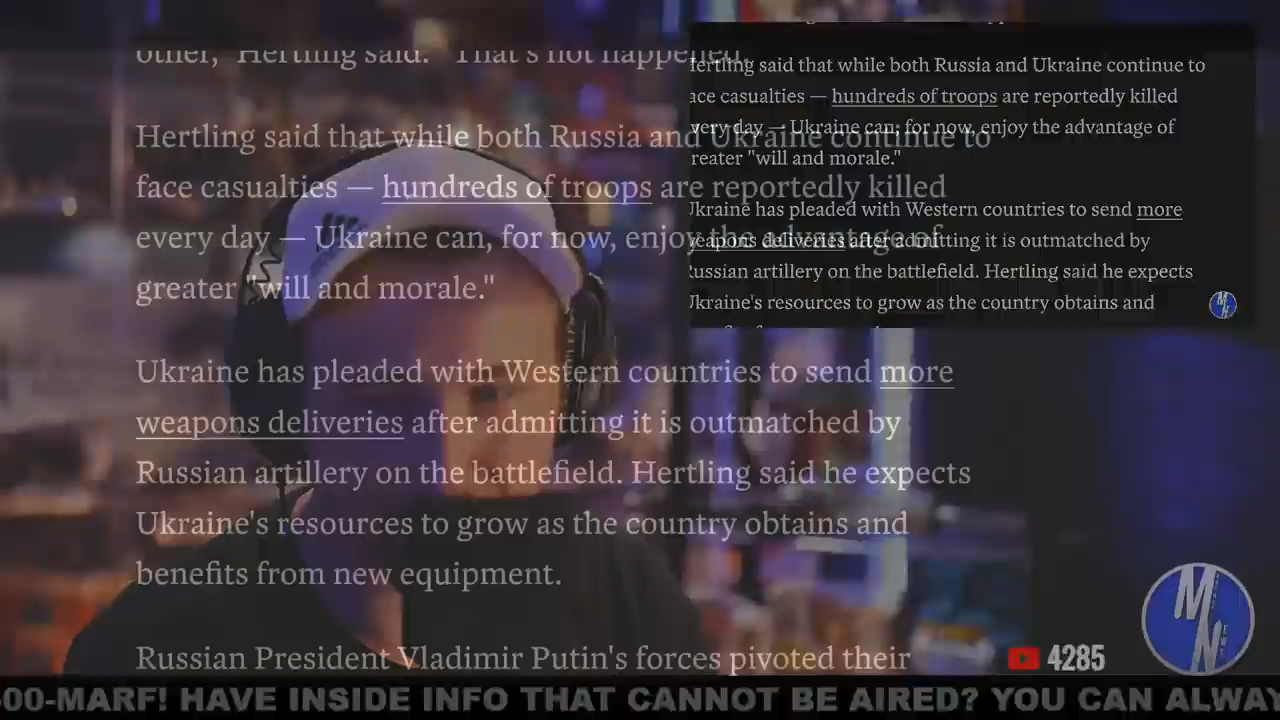 other," Hertling said. "That's not happened."
Hertling said that while both Russia and Ukraine continue to
face casualties — hundreds of troops are reportedly killed
every day — Ukraine can, for now, enjoy the advantage of
greater "will and morale."
Ukraine has pleaded with Western countries to send more
weapons deliveries after admitting it is outmatched by
Russian artillery on the battlefield. Hertling said he expects
Ukraine's resources to grow as the country obtains and
benefits from new equipment.
Russian President Vladimir Putin's forces pivoted their
Hertling said that while both Russia and Ukraine continue to
ace casualties — hundreds of troops are reportedly killed
very day — Ukraine can, for now, enjoy the advantage of
reater "will and morale."
Ukraine has pleaded with Western countries to send more
weapons deliveries after admitting it is outmatched by
Russian artillery on the battlefield. Hertling said he expects
Ukraine's resources to grow as the country obtains and
MN
MN
4285
-00-MARF! HAVE INSIDE INFO THAT CANNOT BE AIRED? YOU CAN ALWAY